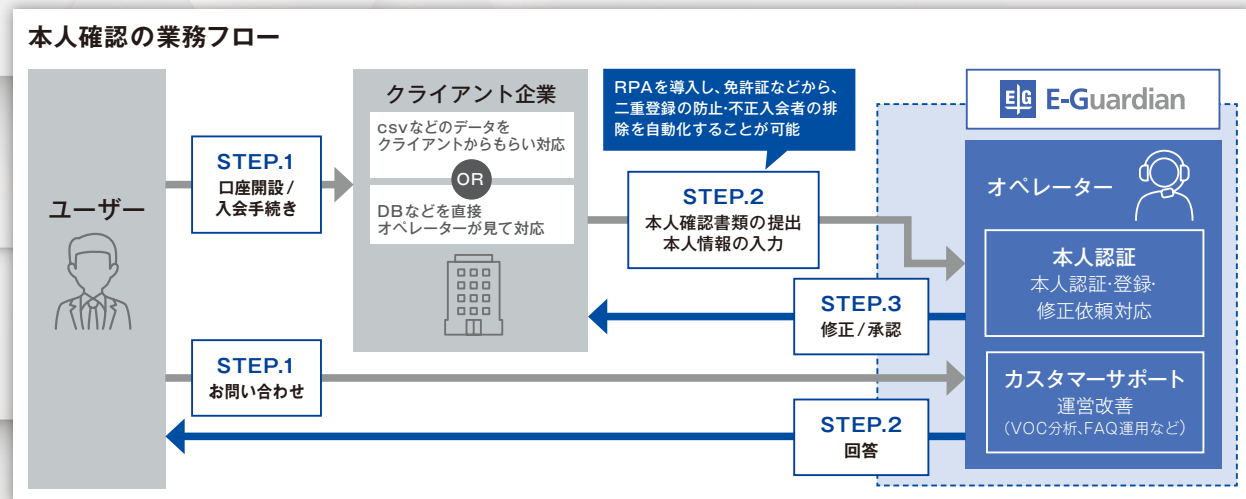 本人確認の業務フロー
ユーザー
STEP.1
口座開設/
入会手続き
クライアント企業
csvなどのデータを
クライアントからもらい対応
OR
DBなどを直接
オペレーターが見て対応
RPAを導入し、免許証などから、
二重登録の防止・不正入会者の排
除を自動化することが可能
STEP.2
本人確認書類の提出
本人情報の入力
EG E-Guardian
オペレーター
本人認証
本人認証・登録・
修正依頼対応
STEP.3
修正/承認
STEP.1
お問い合わせ
カスタマーサポート
運営改善
(VOC分析、FAQ運用など)
STEP.2
回答